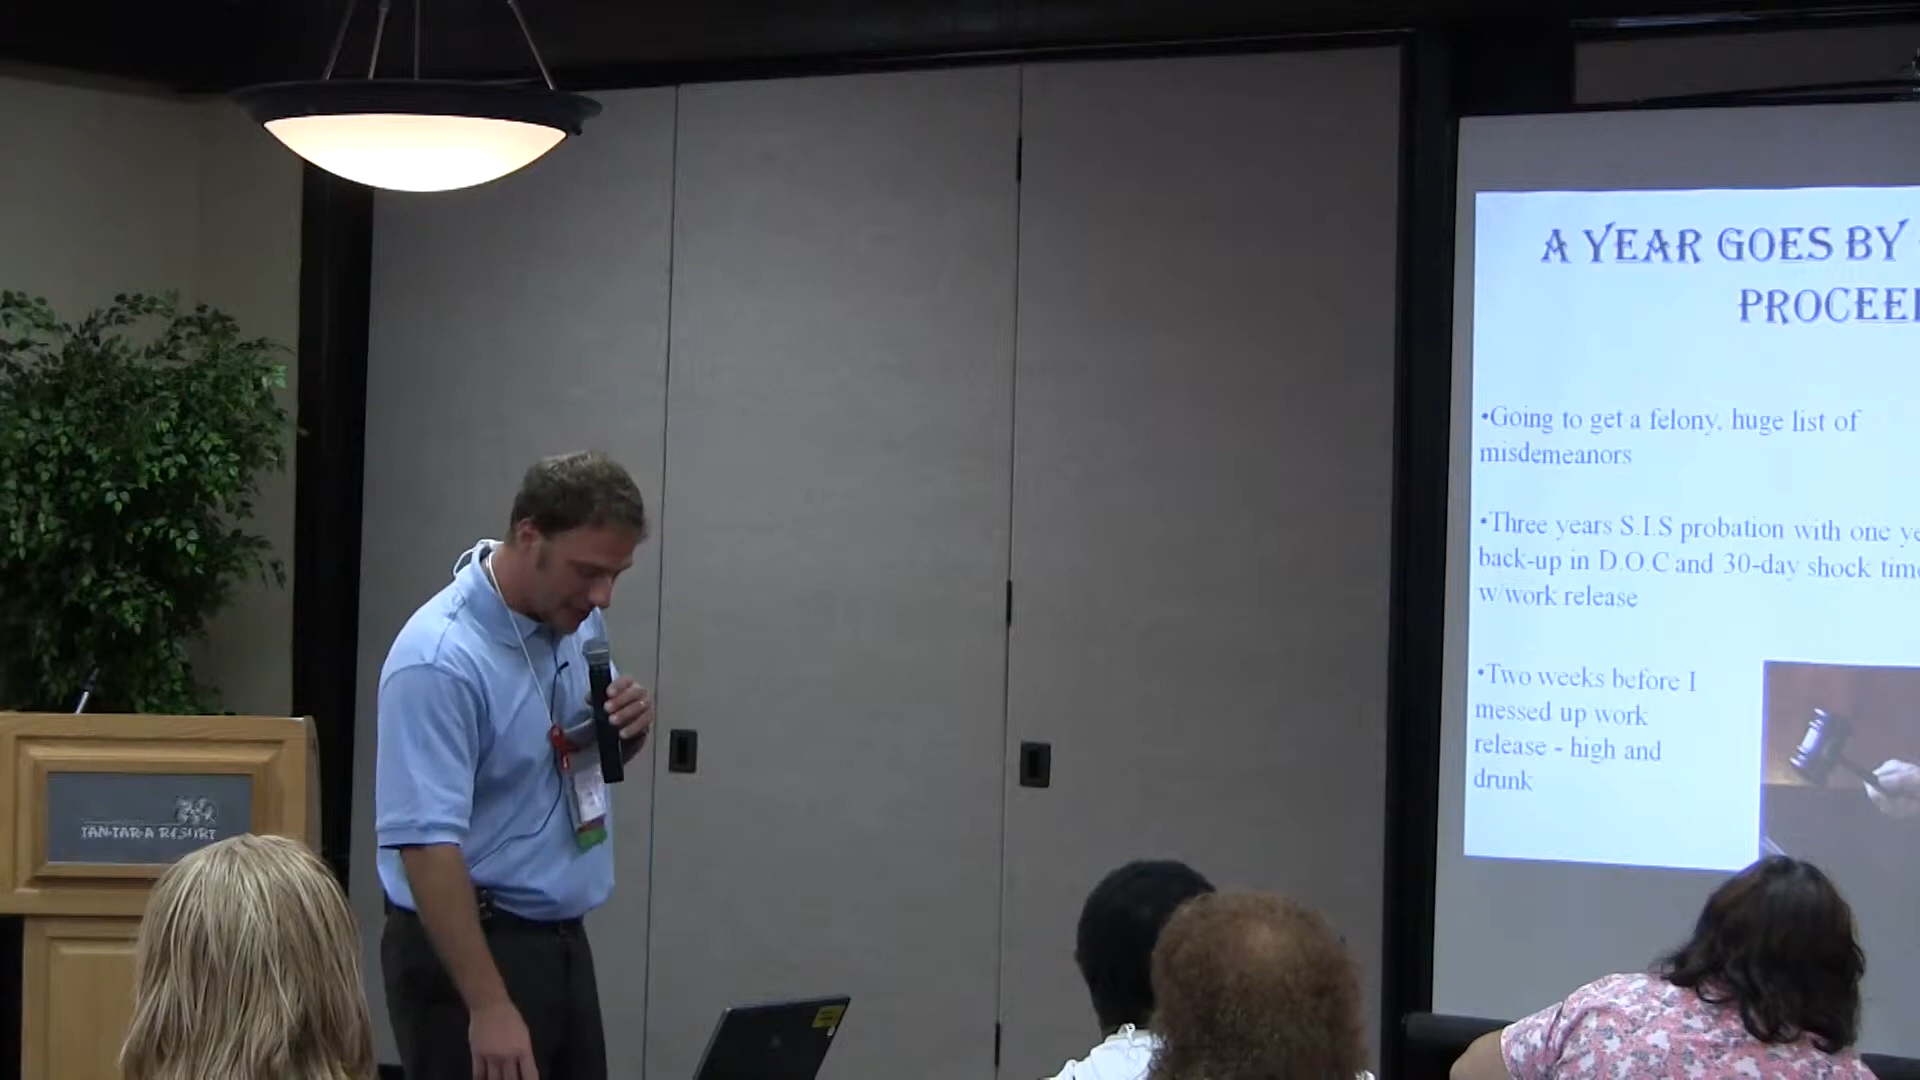 A YEAR GOES BY
•Going to get a felony, huge list of
misdemeanors
•Three years S.I.S probation with one
back-up in D.O.C and 30-day shock
w/work release
•Two weeks before I
messed up work
release - high and
drunk
TAN-TAR-A RESORT